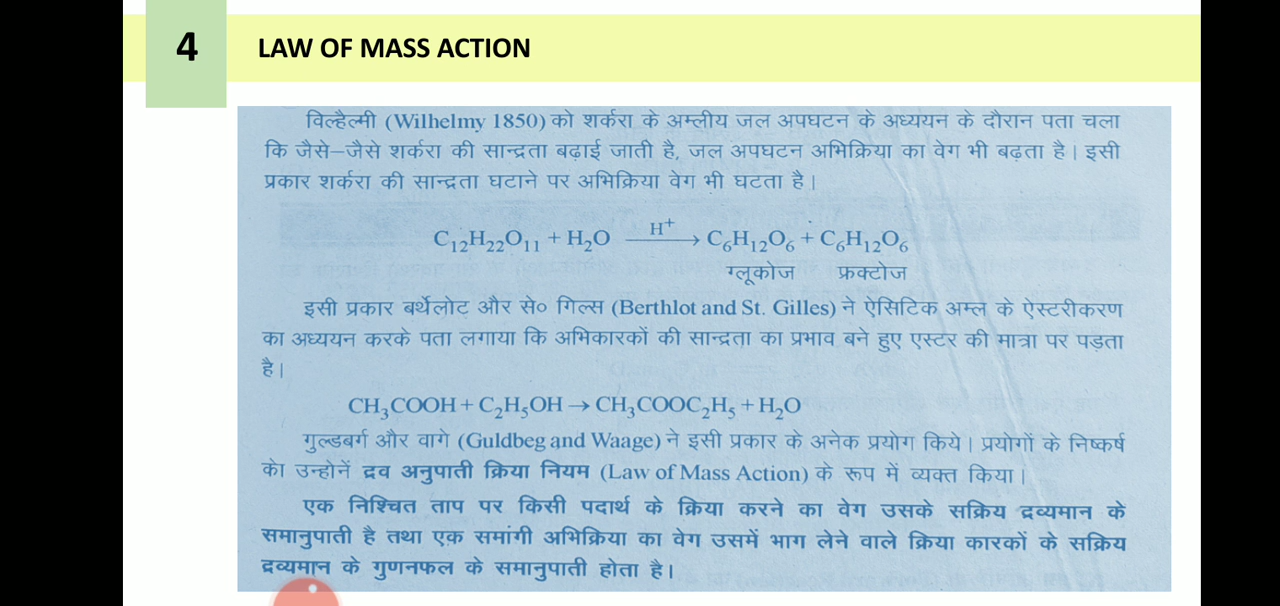 4
LAW OF MASS ACTION
विल्हैल्मी (Wilhelmy 1850) को शर्करा के अम्लीय जल अपघटन के अध्ययन के दौरान पता चला
कि जैसे–जैसे शर्करा की सान्द्रता बढ़ाई जाती है, जल अपघटन अभिक्रिया का वेग भी बढ़ता है। इसी
प्रकार शर्करा की सान्द्रता घटाने पर अभिक्रिया वेग भी घटता है।
C₁₂H₂₂O₁₁ + H₂O —H⁺→ C₆H₁₂O₆ + C₆H₁₂O₆
ग्लूकोज फ्रक्टोज
इसी प्रकार बर्थेलोट और से० गिल्स (Berthlot and St. Gilles) ने ऐसिटिक अम्ल के ऐस्टरीकरण
का अध्ययन करके पता लगाया कि अभिकारकों की सान्द्रता का प्रभाव बने हुए एस्टर की मात्रा पर पड़ता
है।
CH₃COOH + C₂H₅OH → CH₃COOC₂H₅ + H₂O
गुल्डबर्ग और वागे (Guldbeg and Waage) ने इसी प्रकार के अनेक प्रयोग किये। प्रयोगों के निष्कर्ष
को उन्होनें द्रव अनुपाती क्रिया नियम (Law of Mass Action) के रूप में व्यक्त किया।
एक निश्चित ताप पर किसी पदार्थ के क्रिया करने का वेग उसके सक्रिय द्रव्यमान के
समानुपाती है तथा एक समांगी अभिक्रिया का वेग उसमें भाग लेने वाले क्रिया कारकों के सक्रिय
द्रव्यमान के गुणनफल के समानुपाती होता है।